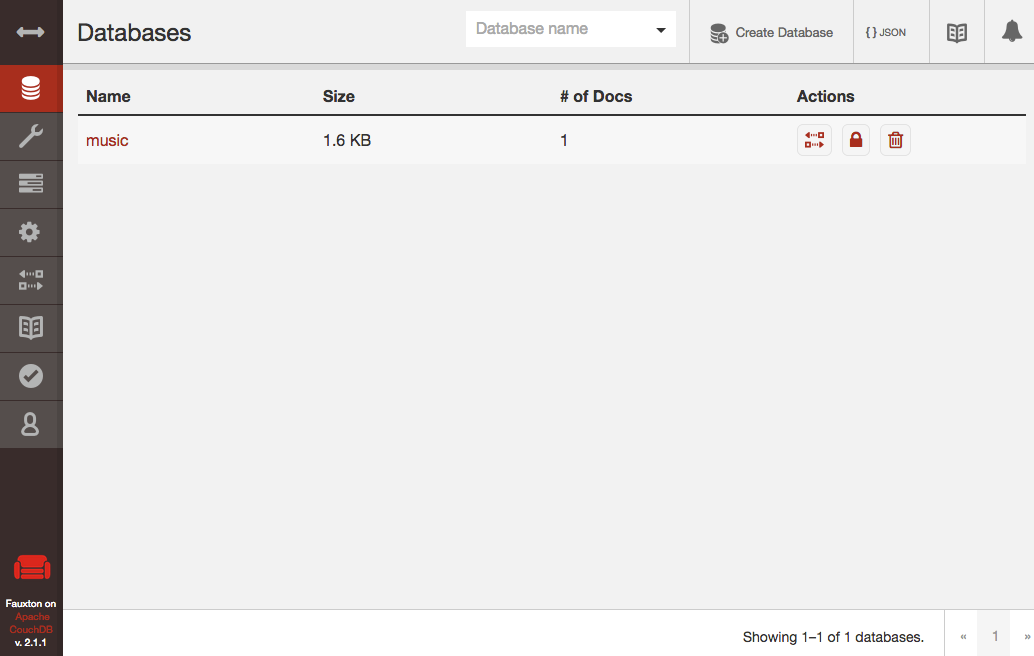 Databases
Database name
Create Database
{ } JSON
Name Size # of Docs Actions
music 1.6 KB 1
Fauxton on
Apache
CouchDB
v. 2.1.1
Showing 1–1 of 1 databases.
« 1 »